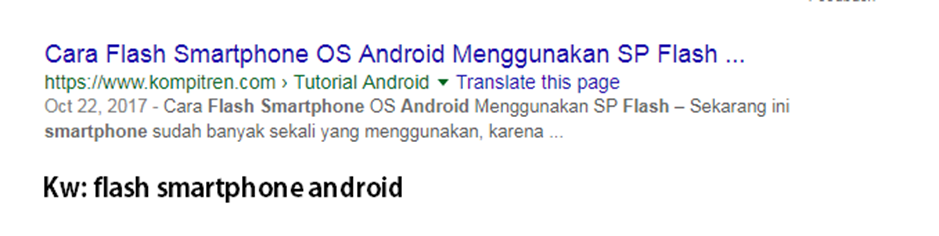 Cara Flash Smartphone OS Android Menggunakan SP Flash ...
https://www.kompitren.com › Tutorial Android ▼ Translate this page
Oct 22, 2017 - Cara Flash Smartphone OS Android Menggunakan SP Flash – Sekarang ini
smartphone sudah banyak sekali yang menggunakan, karena ...
Kw: flash smartphone android